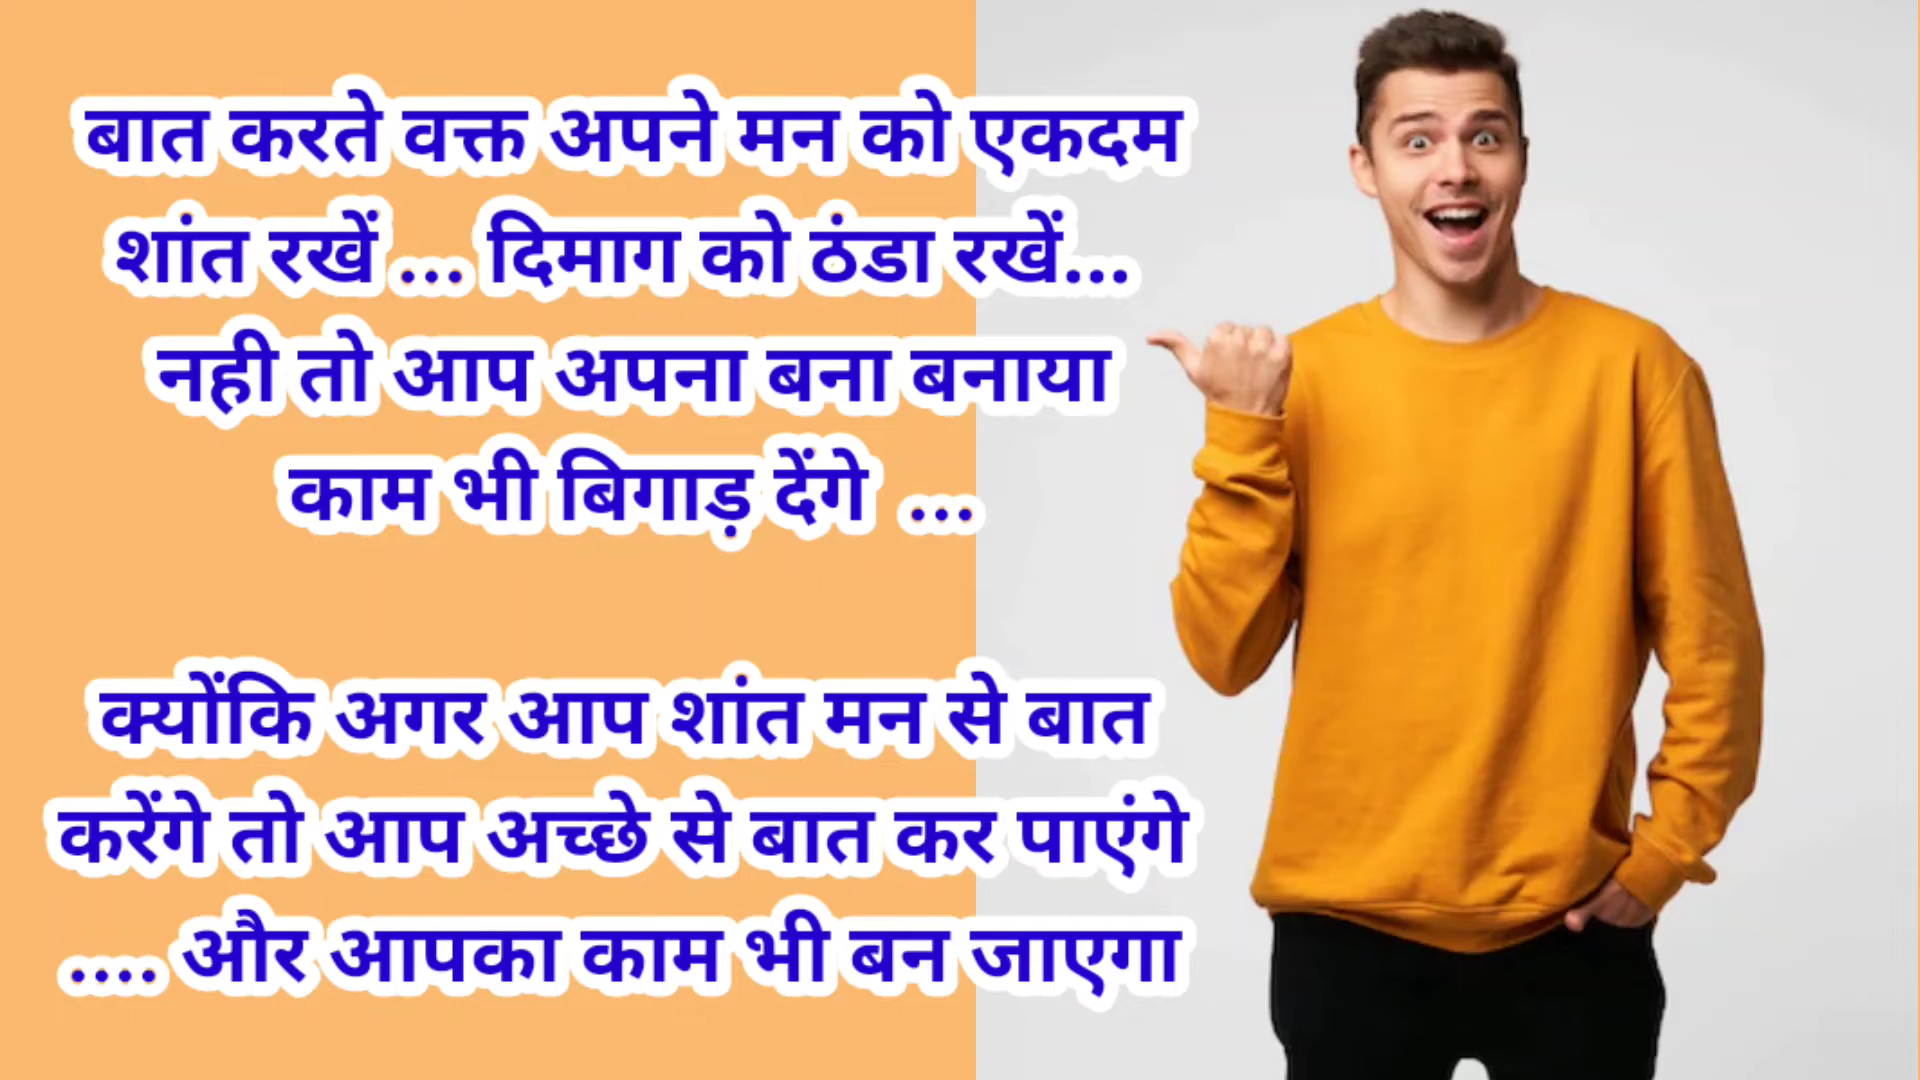 बात करते वक्त अपने मन को एकदम
शांत रखें ... दिमाग को ठंडा रखें...
नही तो आप अपना बना बनाया
काम भी बिगाड़ देंगे ...
क्योंकि अगर आप शांत मन से बात
करेंगे तो आप अच्छे से बात कर पाएंगे
.... और आपका काम भी बन जाएगा